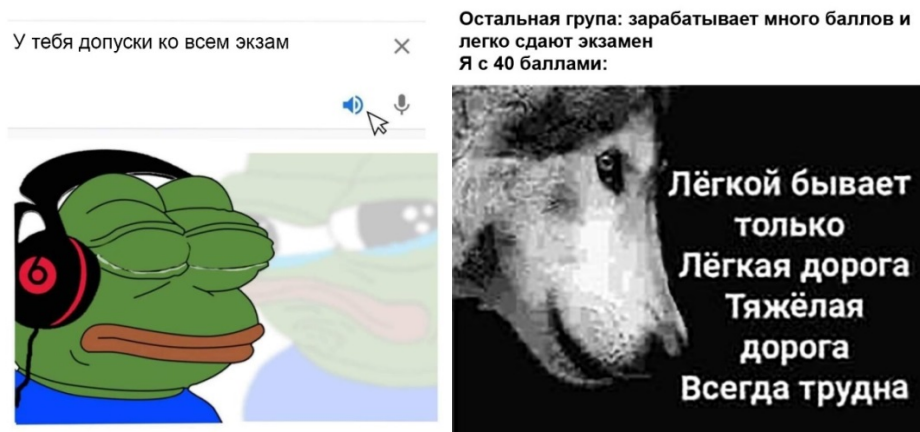 У тебя допуски ко всем экзам
Остальная група: зарабатывает много баллов и
легко сдают экзамен
Я с 40 баллами:
Лёгкой бывает
только
Лёгкая дорога
Тяжёлая
дорога
Всегда трудна